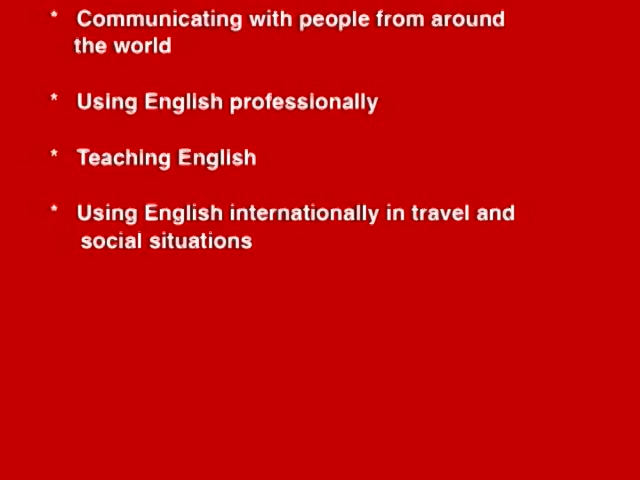 * Communicating with people from around
the world
* Using English professionally
* Teaching English
* Using English internationally in travel and
social situations